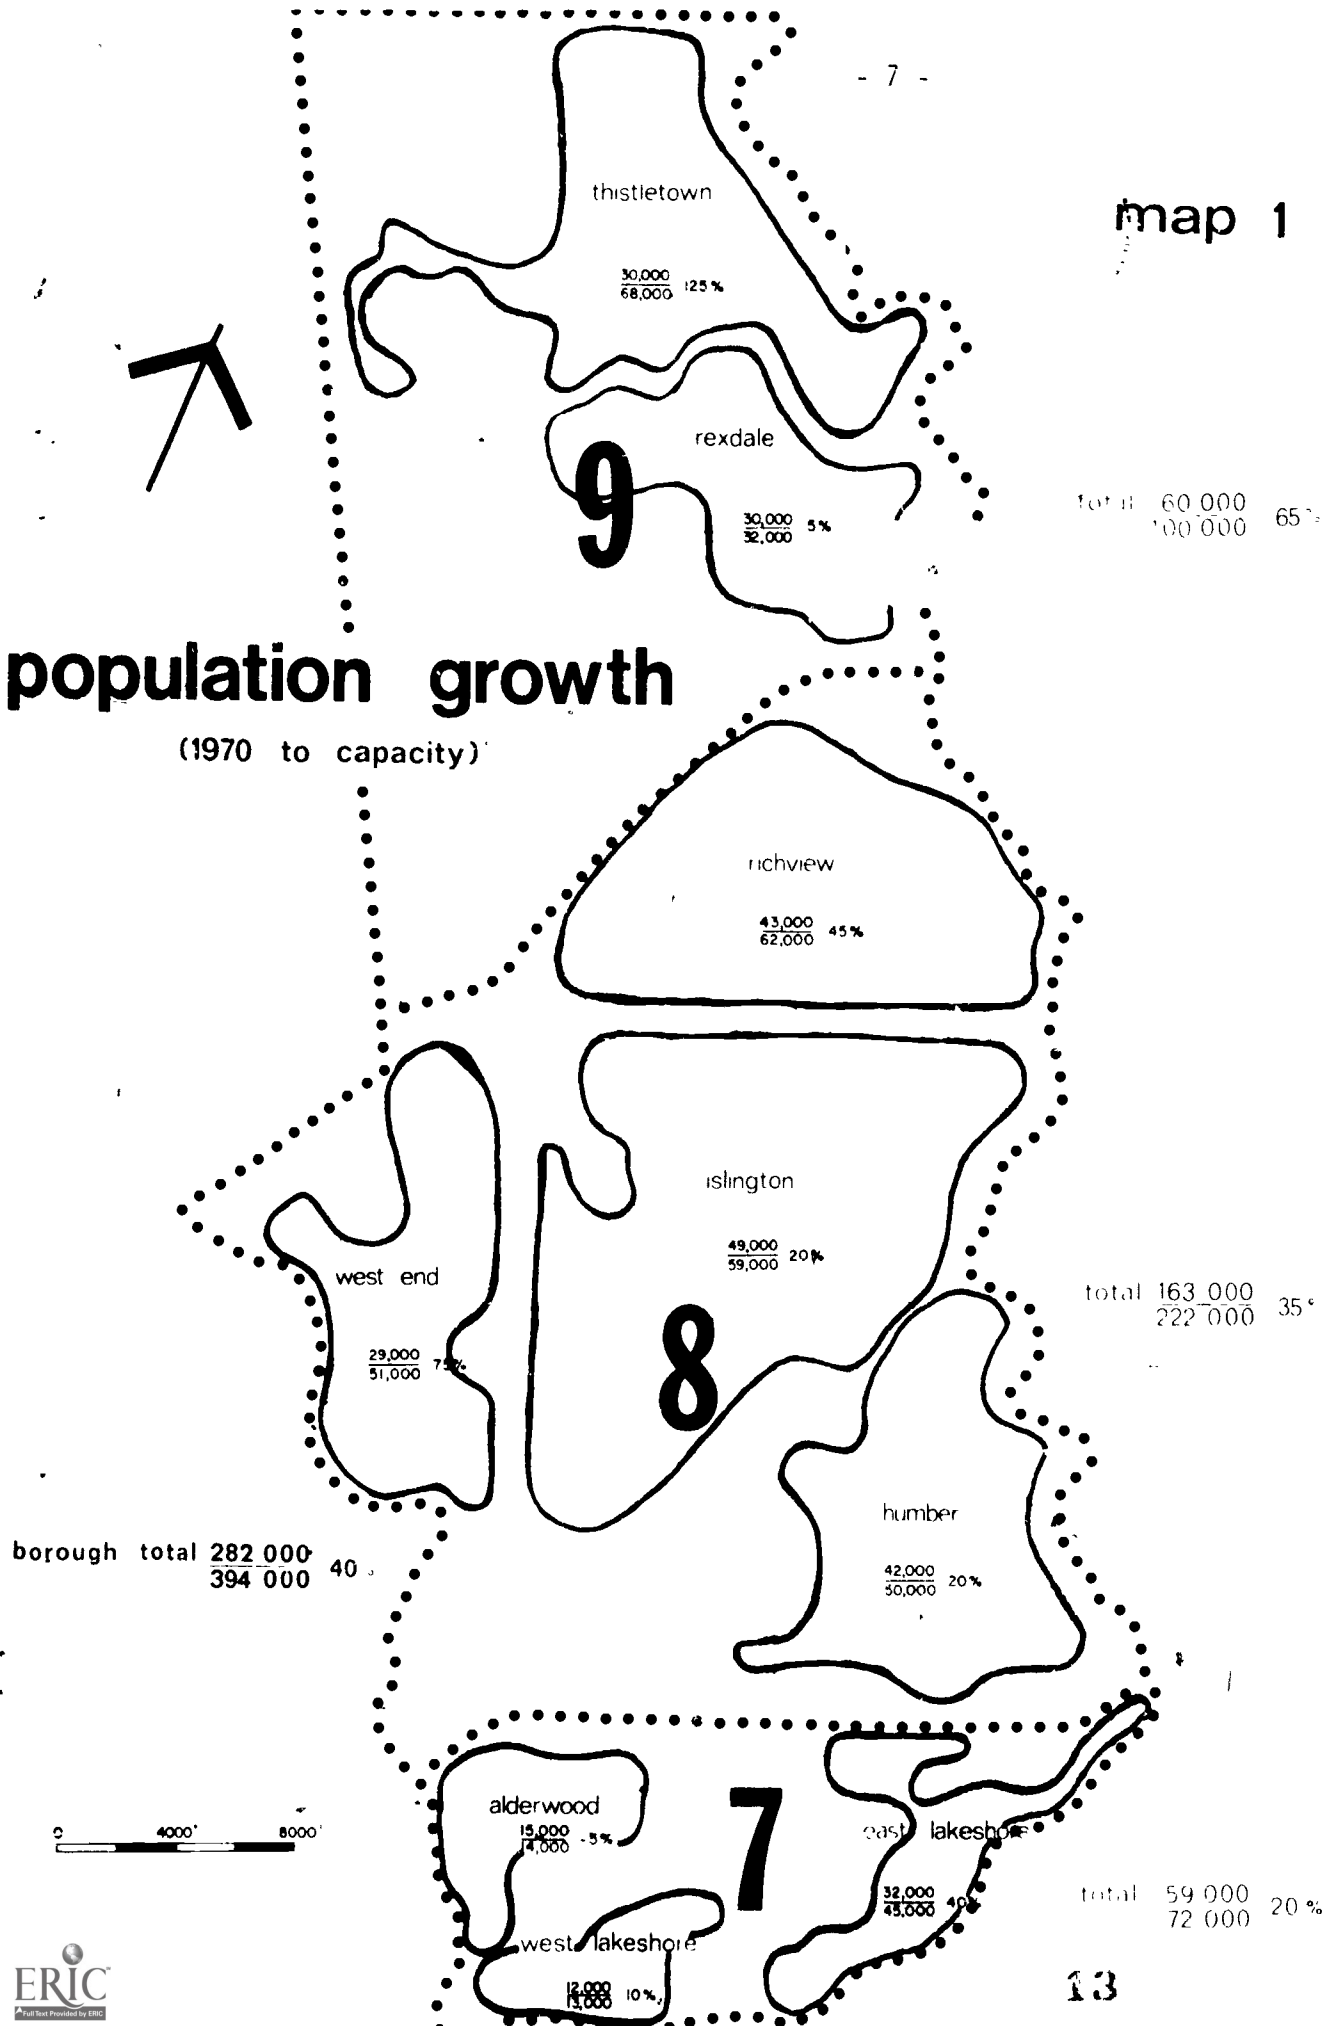 - 7 -
map 1
thistletown
30,000
68,000 125%
rexdale
9
30,000
32,000 5%
total 60 000
100 000 65%
population growth
(1970 to capacity)
richview
43,000
62,000 45%
islington
49,000
59,000 20%
west end
29,000
51,000 75%
8
total 163 000
222 000 35
humber
42,000
50,000 20%
borough total 282 000
394 000 40
7
alderwood
15,000
14,000 -5%
0 4000' 8000'
east lakeshore
32,000
45,000 40%
total 59 000
72 000 20%
west lakeshore
12,000
13,000 10%
13
ERIC
Full Text Provided by ERIC